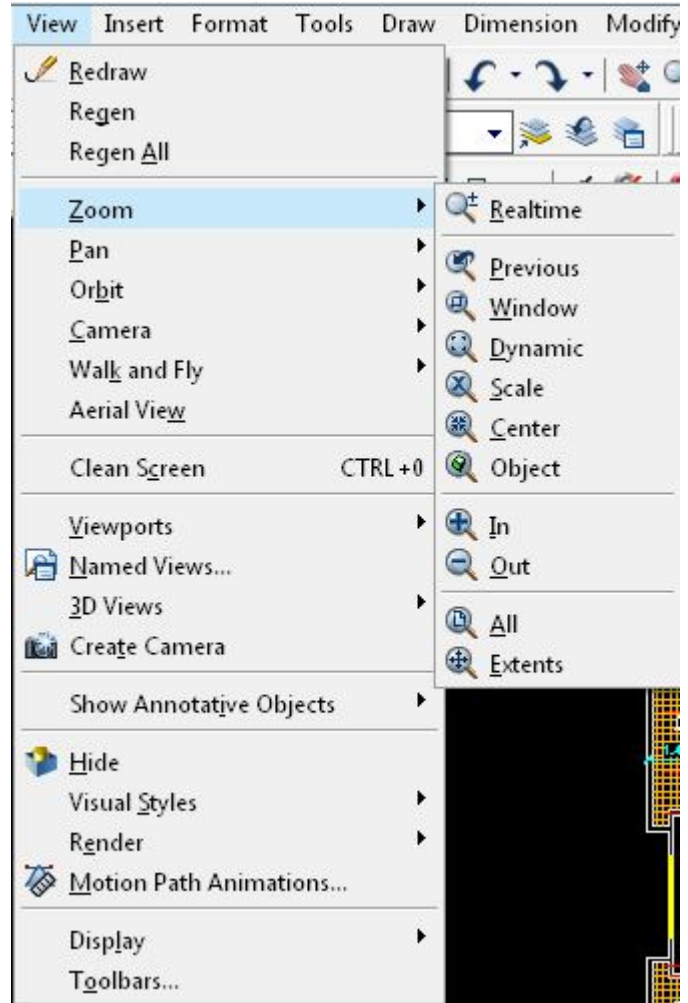 View Insert Format Tools Draw Dimension Modify
Redraw
Regen
Regen All
Zoom
Pan
Orbit
Camera
Walk and Fly
Aerial View
Clean Screen CTRL+0
Viewports
Named Views...
3D Views
Create Camera
Show Annotative Objects
Hide
Visual Styles
Render
Motion Path Animations...
Display
Toolbars...
Realtime
Previous
Window
Dynamic
Scale
Center
Object
In
Out
All
Extents